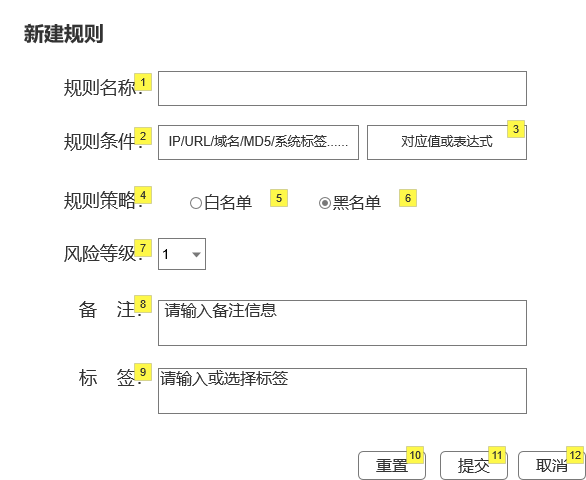 新建规则
规则名称: 1
规则条件: 2 IP/URL/域名/MD5/系统标签...... 对应值或表达式 3
规则策略: 4 白名单 5 黑名单 6
风险等级: 7 1
备 注: 8 请输入备注信息
标 签: 9 请输入或选择标签
重置 10 提交 11 取消 12